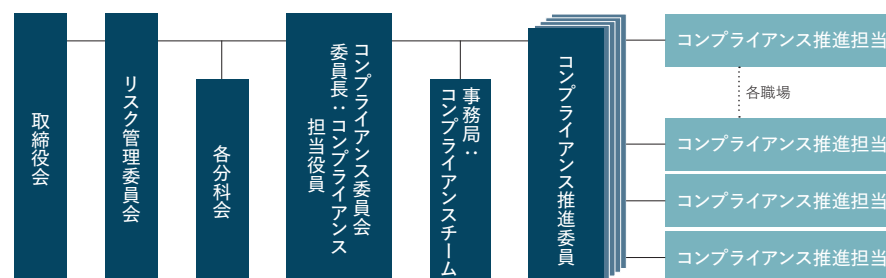 取締役会
リスク管理委員会
各分科会
コンプライアンス委員会
委員長：コンプライアンス
担当役員
事務局：
コンプライアンスチーム
コンプライアンス推進委員
コンプライアンス推進担当
各職場
コンプライアンス推進担当
コンプライアンス推進担当
コンプライアンス推進担当